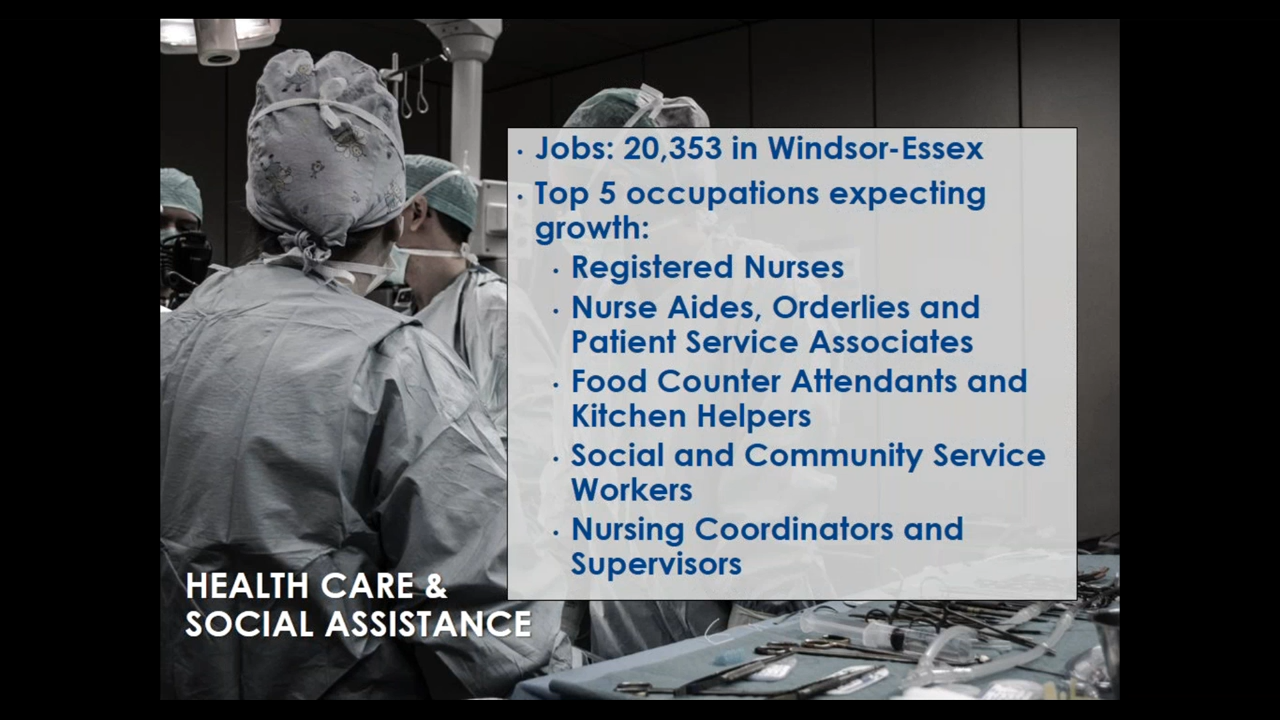 · Jobs: 20,353 in Windsor-Essex
· Top 5 occupations expecting
growth:
· Registered Nurses
· Nurse Aides, Orderlies and
Patient Service Associates
· Food Counter Attendants and
Kitchen Helpers
· Social and Community Service
Workers
· Nursing Coordinators and
Supervisors
HEALTH CARE &
SOCIAL ASSISTANCE